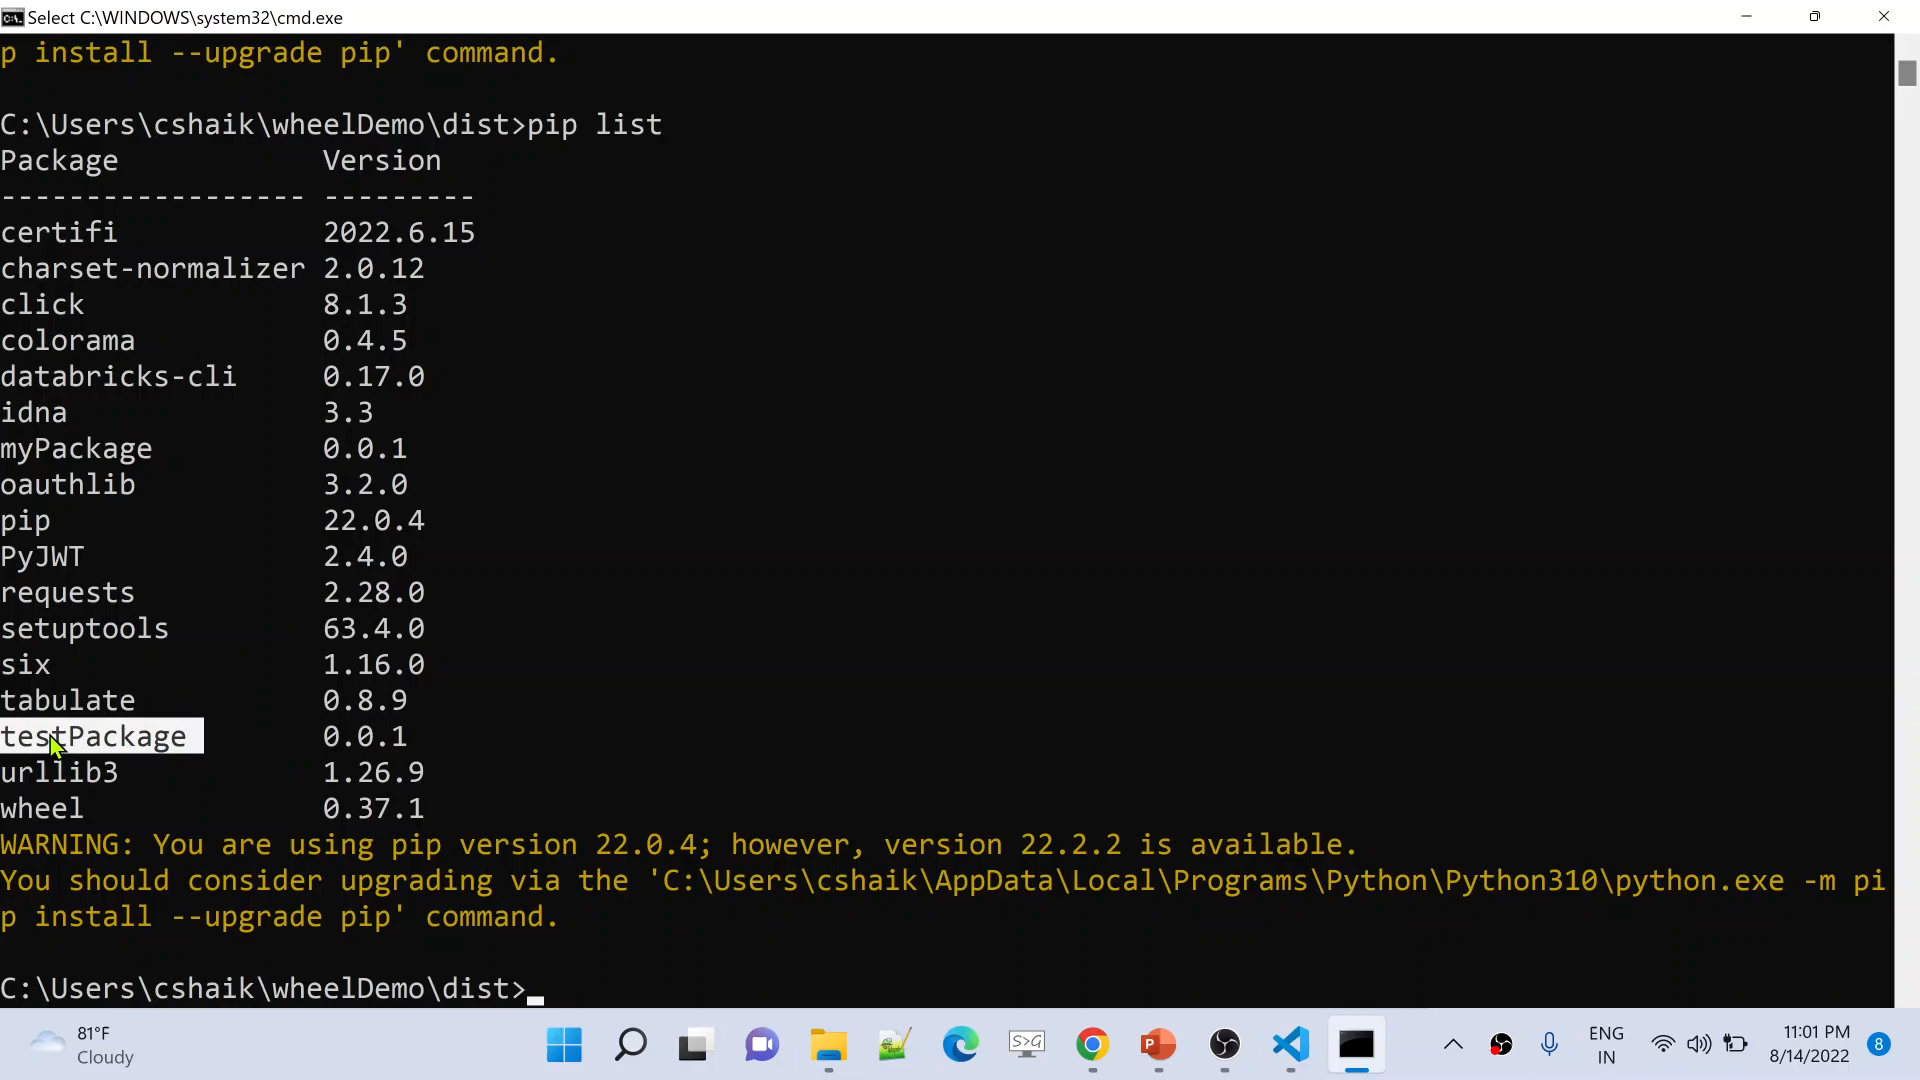 Select C:\WINDOWS\system32\cmd.exe
p install --upgrade pip' command.
C:\Users\cshaik\wheelDemo\dist>pip list
Package Version
------------------ ---------
certifi 2022.6.15
charset-normalizer 2.0.12
click 8.1.3
colorama 0.4.5
databricks-cli 0.17.0
idna 3.3
myPackage 0.0.1
oauthlib 3.2.0
pip 22.0.4
PyJWT 2.4.0
requests 2.28.0
setuptools 63.4.0
six 1.16.0
tabulate 0.8.9
testPackage 0.0.1
urllib3 1.26.9
wheel 0.37.1
WARNING: You are using pip version 22.0.4; however, version 22.2.2 is available.
You should consider upgrading via the 'C:\Users\cshaik\AppData\Local\Programs\Python\Python310\python.exe -m pi
p install --upgrade pip' command.
C:\Users\cshaik\wheelDemo\dist>
81°F
Cloudy
S>G
P
ENG
IN
11:01 PM
8/14/2022
8